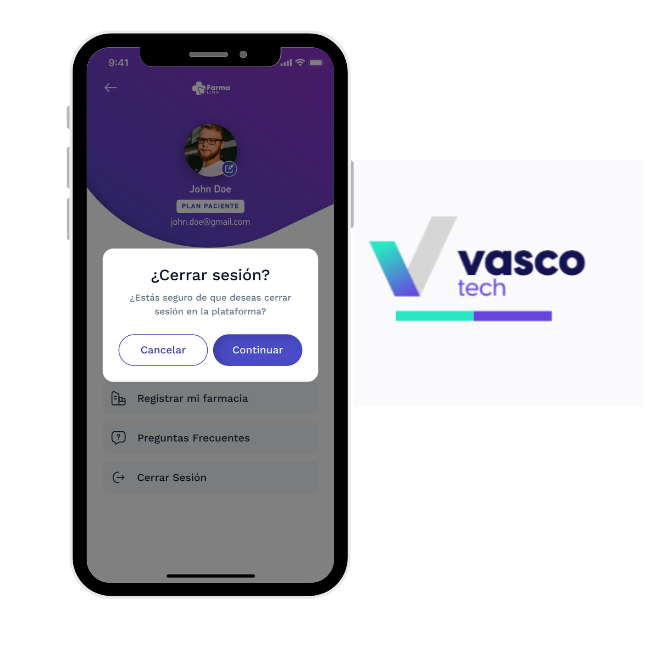 9:41
Farma
LINK
John Doe
PLAN PACIENTE
john.doe@gmail.com
¿Cerrar sesión?
¿Estás seguro de que deseas cerrar
sesión en la plataforma?
Cancelar
Continuar
Registrar mi farmacia
Preguntas Frecuentes
Cerrar Sesión
vasco
tech